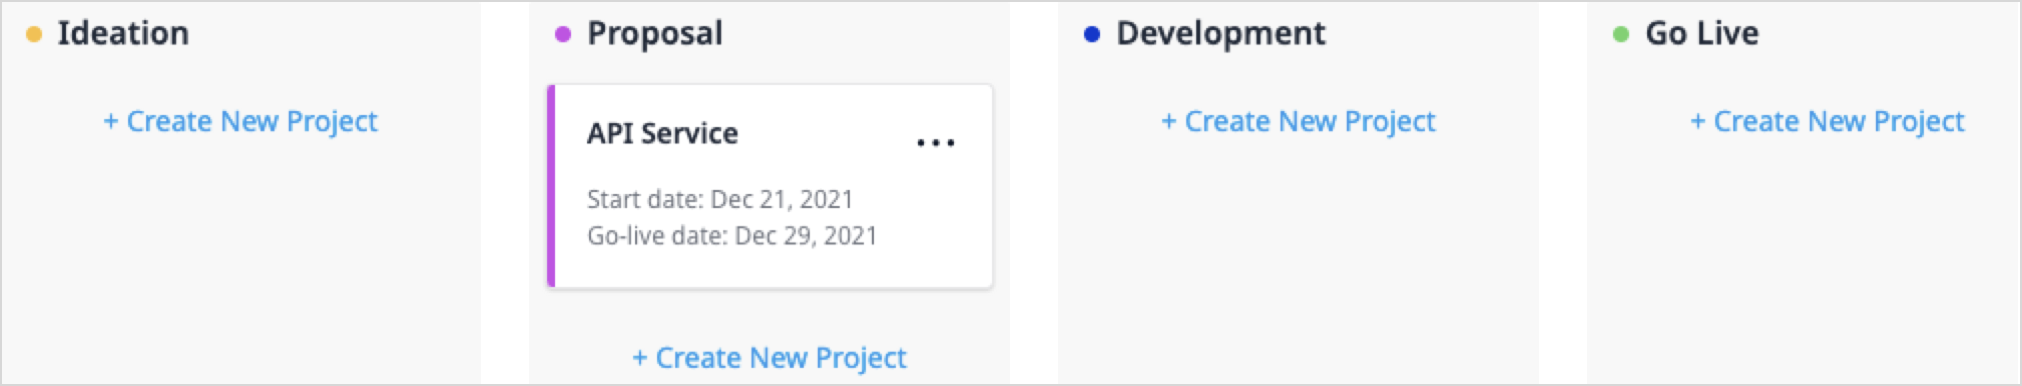 Ideation
+ Create New Project
Proposal
API Service
...
Start date: Dec 21, 2021
Go-live date: Dec 29, 2021
+ Create New Project
Development
+ Create New Project
Go Live
+ Create New Project